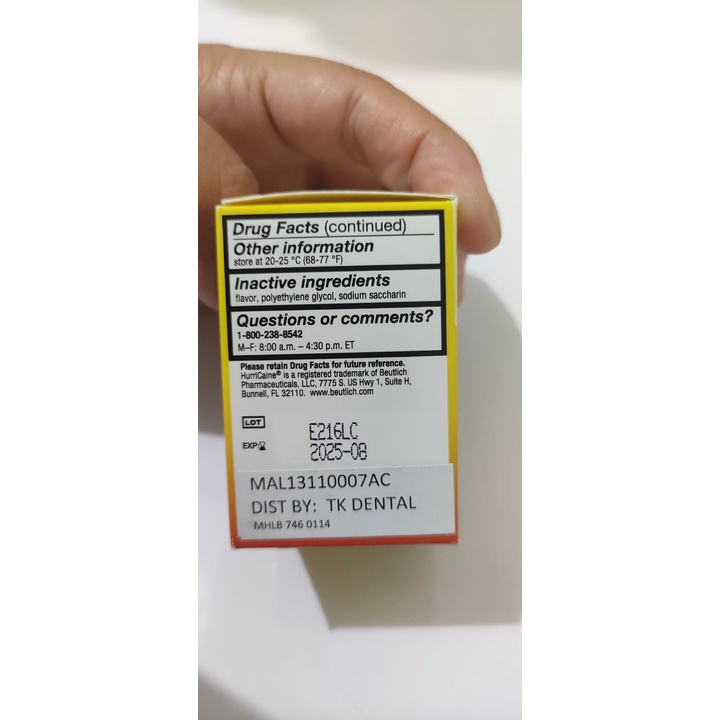 Drug Facts (continued)
Other information
store at 20-25 °C (68-77 °F)
Inactive ingredients
flavor, polyethylene glycol, sodium saccharin
Questions or comments?
1-800-238-8542
M–F: 8:00 a.m. – 4:30 p.m. ET
Please retain Drug Facts for future reference.
HurriCaine® is a registered trademark of Beutlich
Pharmaceuticals, LLC, 7775 S. US Hwy 1, Suite H,
Bunnell, FL 32110. www.beutlich.com
LOT E216LC
EXP 2025-08
MAL13110007AC
DIST BY: TK DENTAL
MHLB 746 0114